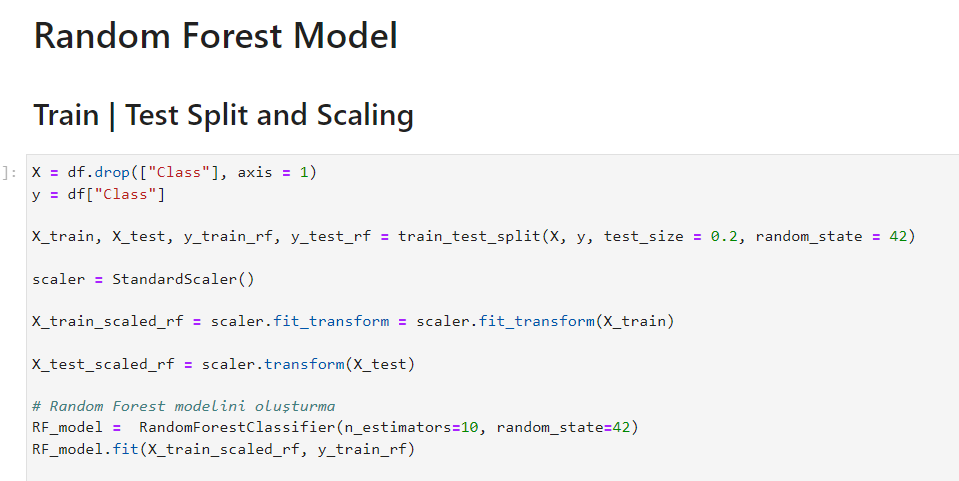 Random Forest Model
Train | Test Split and Scaling
]: X = df.drop(["Class"], axis = 1)
y = df["Class"]
X_train, X_test, y_train_rf, y_test_rf = train_test_split(X, y, test_size = 0.2, random_state = 42)
scaler = StandardScaler()
X_train_scaled_rf = scaler.fit_transform = scaler.fit_transform(X_train)
X_test_scaled_rf = scaler.transform(X_test)
# Random Forest modelini oluşturma
RF_model =  RandomForestClassifier(n_estimators=10, random_state=42)
RF_model.fit(X_train_scaled_rf, y_train_rf)